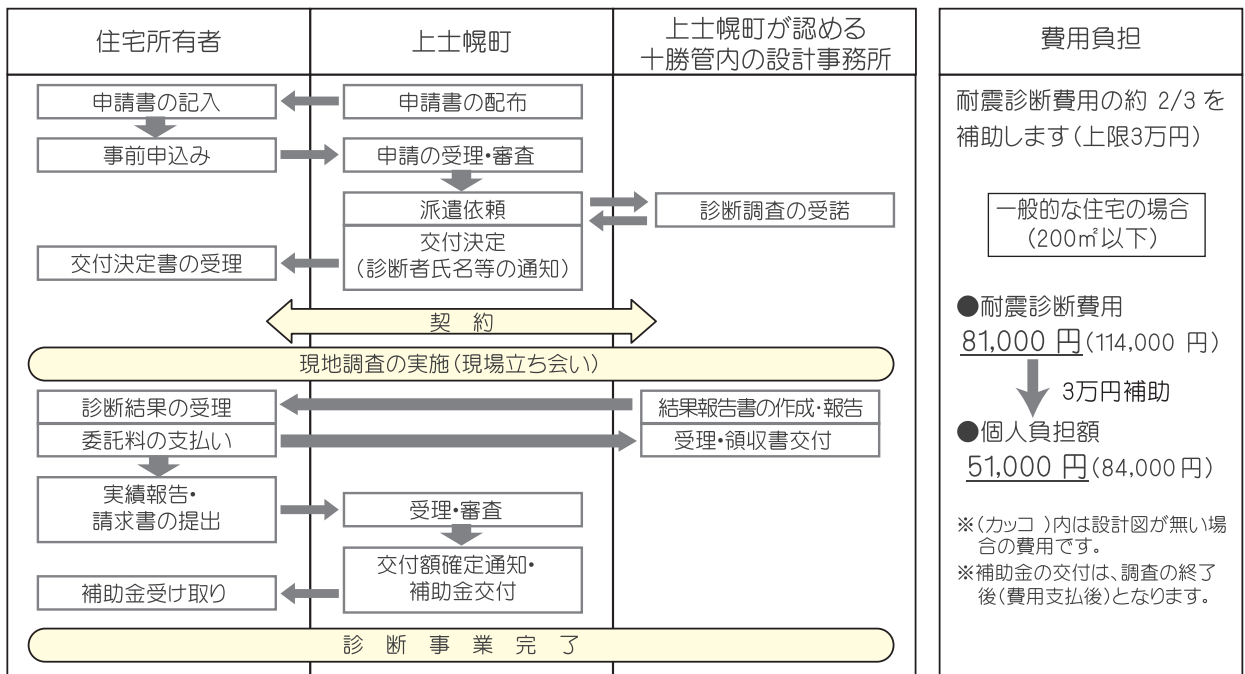 住宅所有者
上士幌町
上士幌町が認める
十勝管内の設計事務所
申請書の記入
申請書の配布
事前申込み
申請の受理・審査
派遣依頼
診断調査の受諾
交付決定
(診断者氏名等の通知)
交付決定書の受理
契 約
現地調査の実施(現場立ち会い)
診断結果の受理
結果報告書の作成・報告
委託料の支払い
受理・領収書交付
実績報告・
請求書の提出
受理・審査
交付額確定通知・
補助金交付
補助金受け取り
診 断 事 業 完 了
費用負担
耐震診断費用の約 2/3 を
補助します(上限3万円)
一般的な住宅の場合
(200㎡以下)
●耐震診断費用
81,000 円(114,000 円)
3万円補助
●個人負担額
51,000 円(84,000 円)
※(カッコ )内は設計図が無い場
合の費用です。
※補助金の交付は、調査の終了
後(費用支払後)となります。